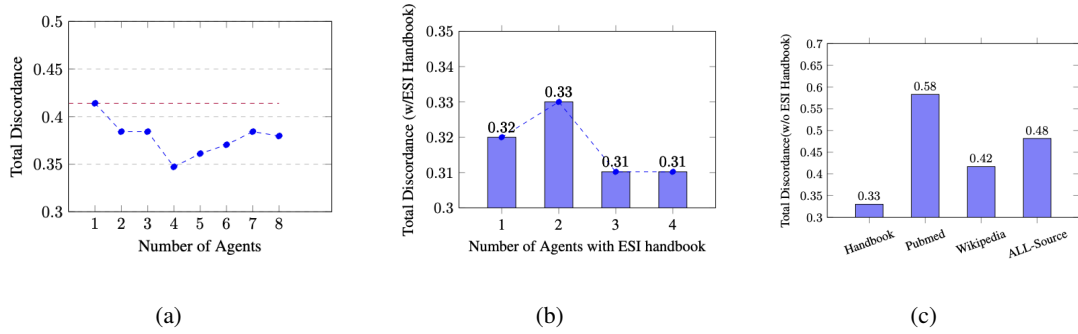 Total Discordance
0.5
0.45
0.4
0.35
0.3
1 2 3 4 5 6 7 8
Number of Agents
(a)
Total Discordance (w/ESI Handbook)
0.35
0.34
0.33
0.32
0.31
0.3
0.32
0.33
0.31
0.31
1 2 3 4
Number of Agents with ESI handbook
(b)
Total Discordance(w/o ESI Handbook)
0.7
0.65
0.6
0.55
0.5
0.45
0.4
0.35
0.3
0.33
0.58
0.42
0.48
Handbook Pubmed Wikipedia ALL-Source
(c)